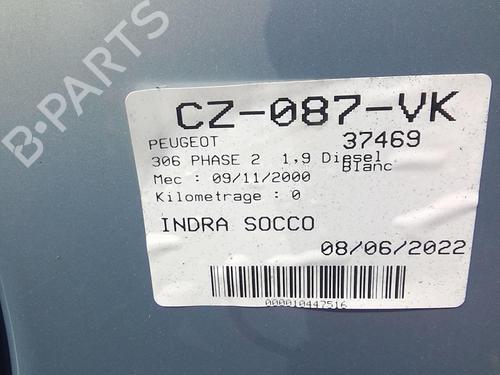 B-PARTS
CZ-087-VK
PEUGEOT 37469
306 PHASE 2 1,9 Diesel
Blanc
Mec : 09/11/2000
Kilometrage : 0
INDRA SOCCO
08/06/2022
000010447516